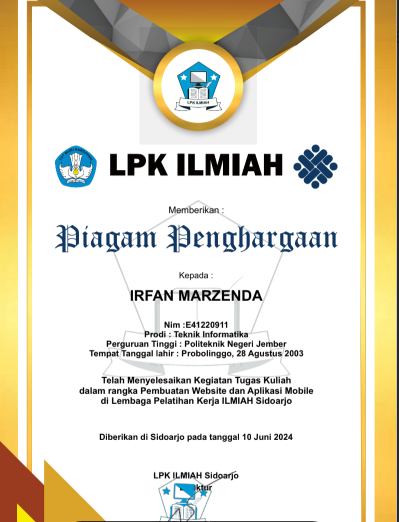 LPK ILMIAH
LPK ILMIAH
Memberikan :
Piagam Penghargaan
Kepada :
IRFAN MARZENDA
Nim :E41220911
Prodi : Teknik Informatika
Perguruan Tinggi : Politeknik Negeri Jember
Tempat Tanggal lahir : Probolinggo, 28 Agustus 2003
Telah Menyelesaikan Kegiatan Tugas Kuliah
dalam rangka Pembuatan Website dan Aplikasi Mobile
di Lembaga Pelatihan Kerja ILMIAH Sidoarjo
Diberikan di Sidoarjo pada tanggal 10 Juni 2024
LPK ILMIAH Sidoarjo